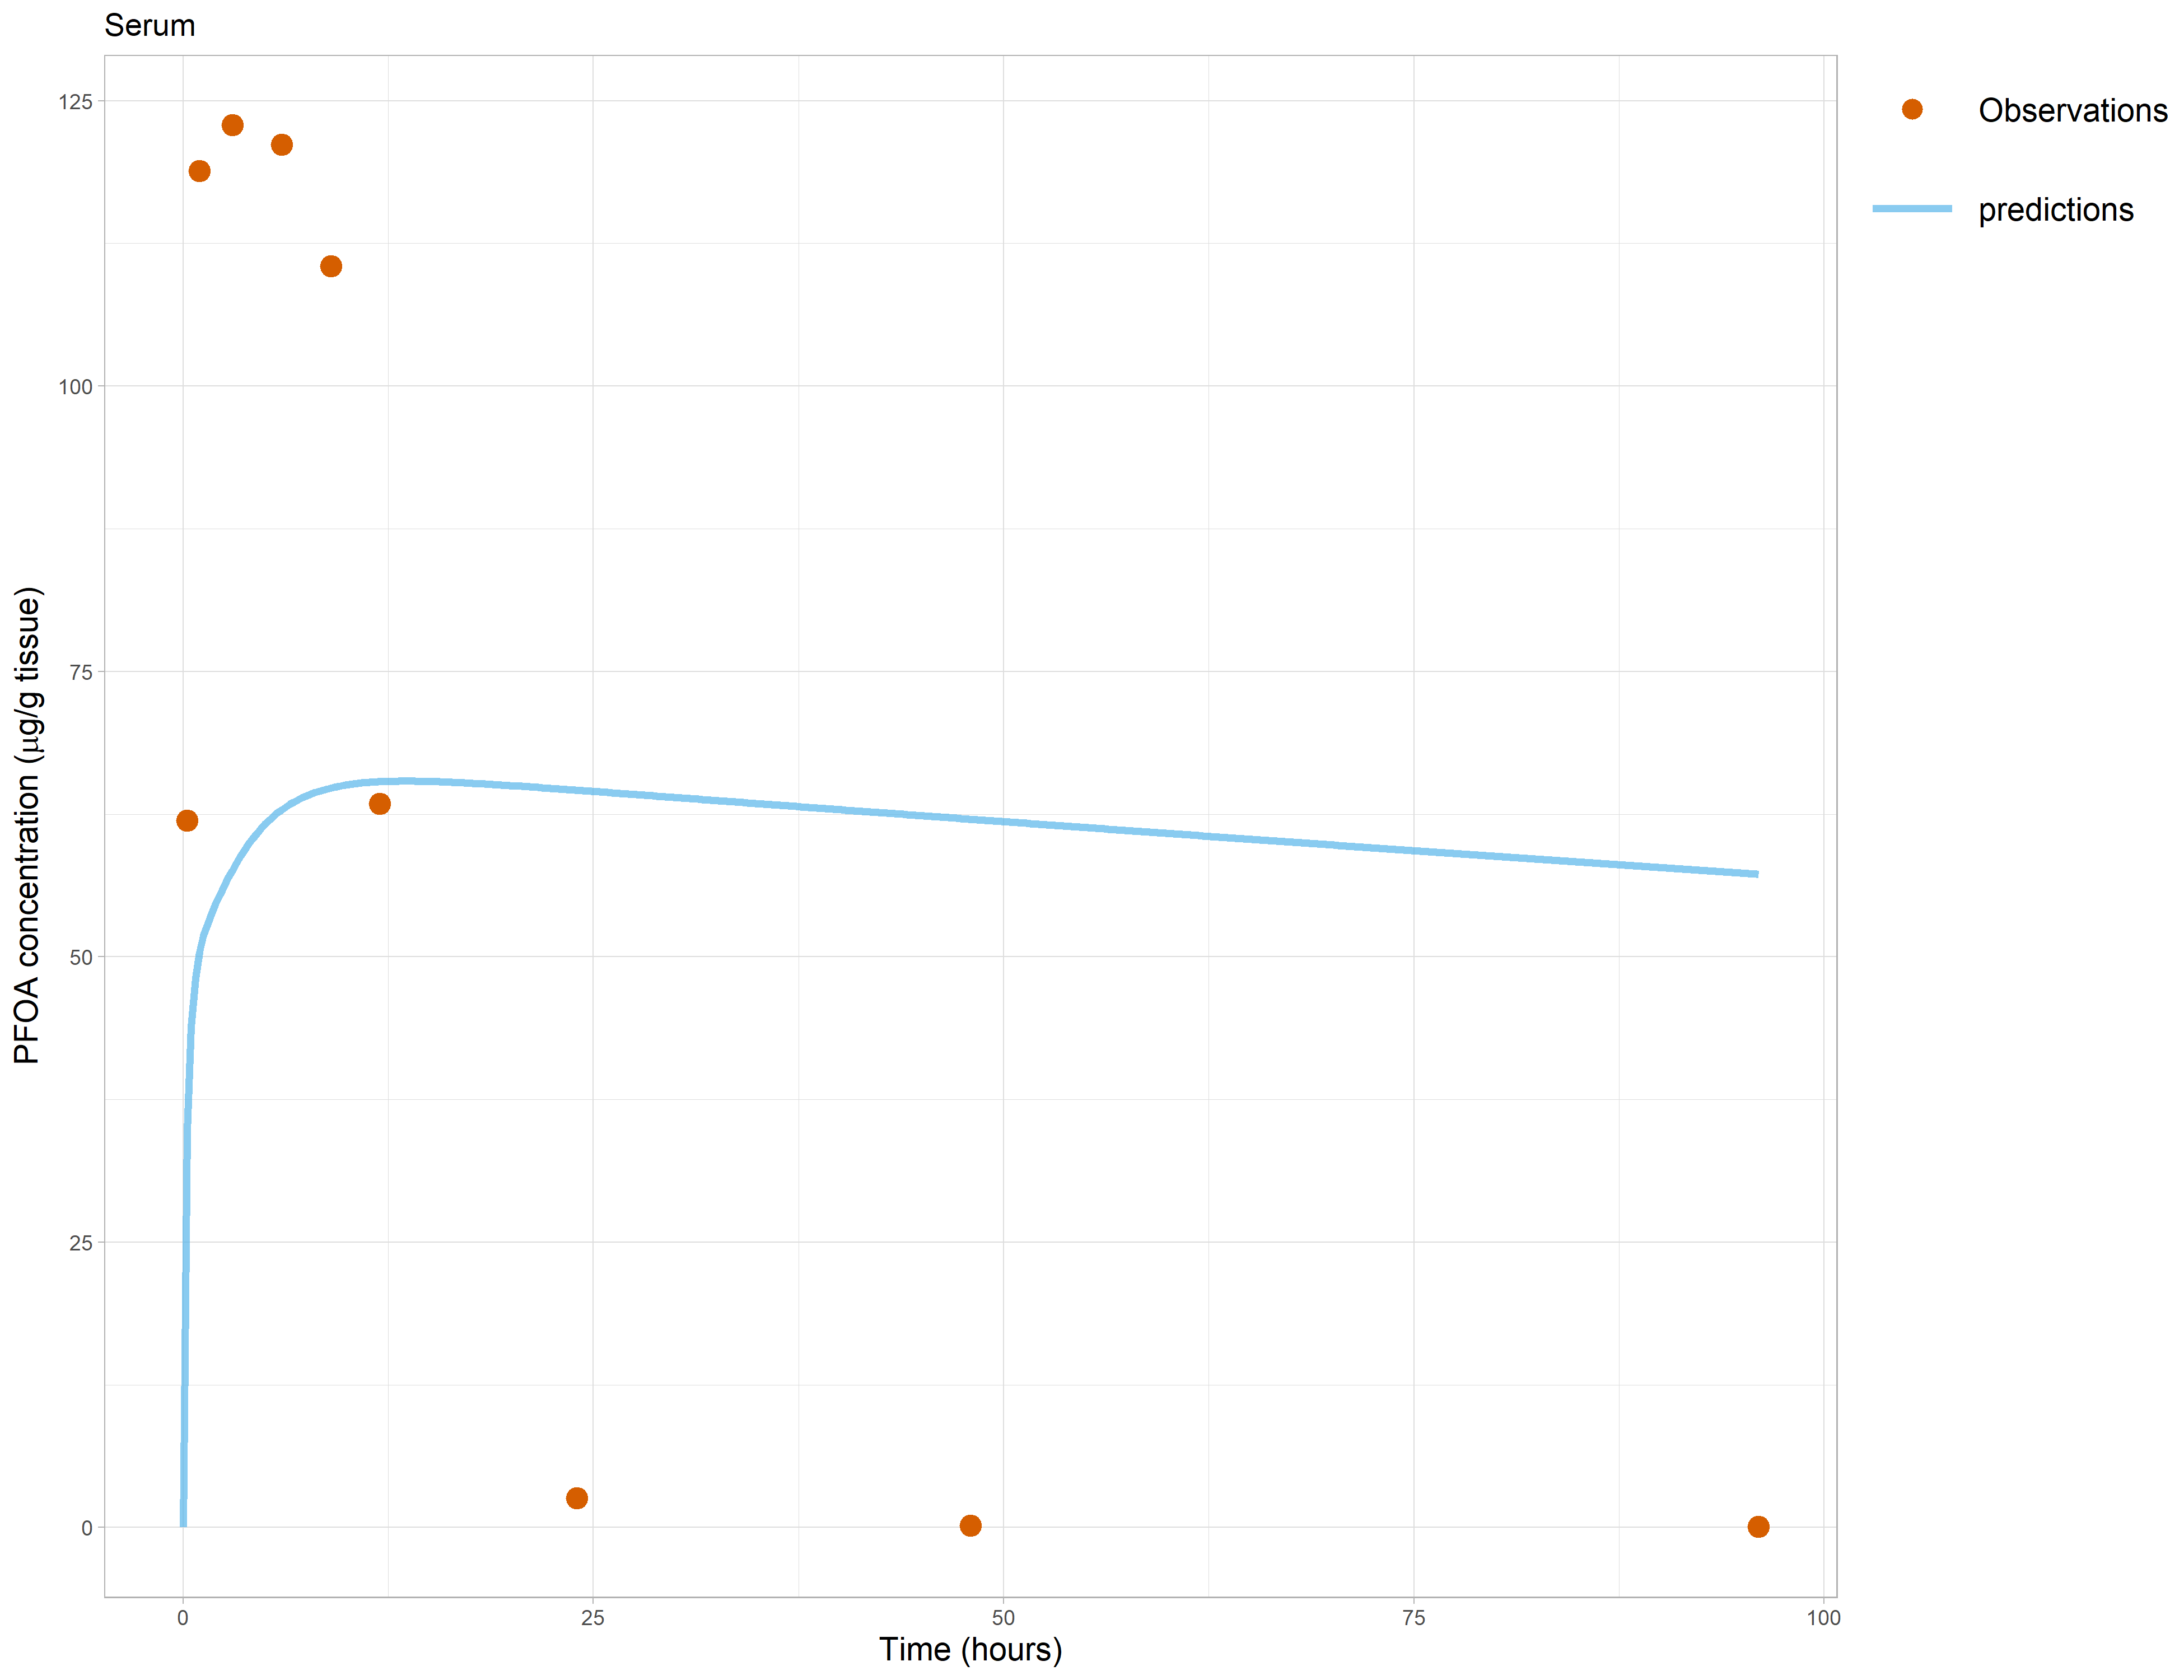 Serum
125
100
75
50
25
0
PFOA concentration (μg/g tissue)
0 25 50 75 100
Time (hours)
Observations
predictions